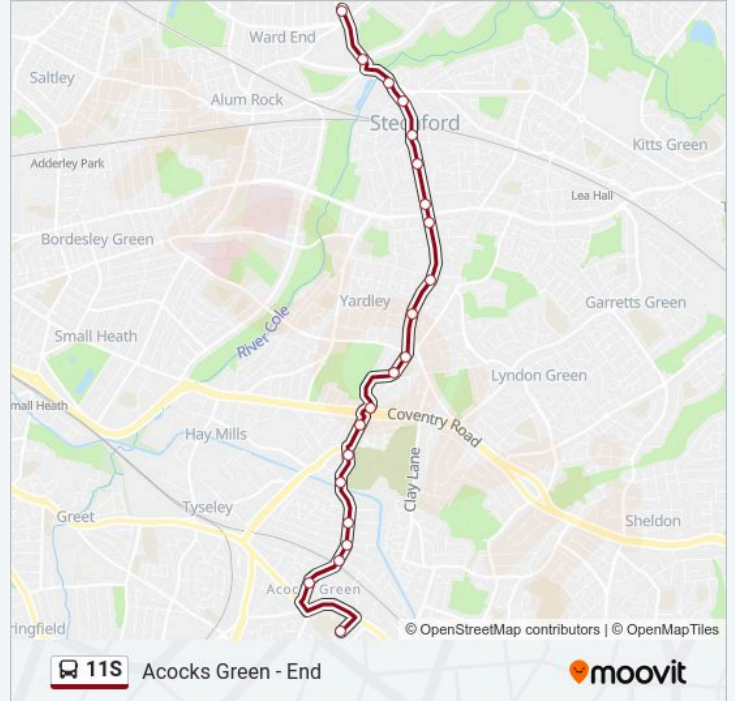 Ward End
Saltley
Alum Rock
Stechford
Kitts Green
Adderley Park
Lea Hall
Bordesley Green
Yardley
Garretts Green
River Cole
Small Heath
Lyndon Green
mall Heath
Coventry Road
Hay Mills
Clay Lane
Tyseley
Greet
Sheldon
Acocks Green
ringfield
© OpenStreetMap contributors | © OpenMapTiles
11S Acocks Green - End
moovit